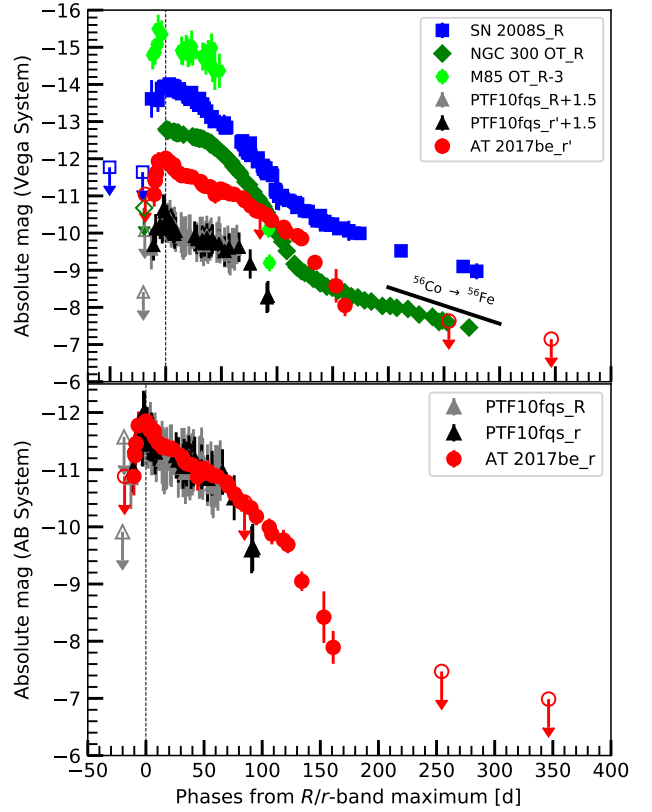 −16
−15
−14
−13
−12
−11
−10
−9
−8
−7
−6
Absolute mag (Vega System)
SN 2008S_R
NGC 300 OT_R
M85 OT_R-3
PTF10fqs_R+1.5
PTF10fqs_r'+1.5
AT 2017be_r'
⁵⁶Co → ⁵⁶Fe
−12
−11
−10
−9
−8
−7
−6
Absolute mag (AB System)
PTF10fqs_R
PTF10fqs_r
AT 2017be_r
−50 0 50 100 150 200 250 300 350 400
Phases from R/r-band maximum [d]